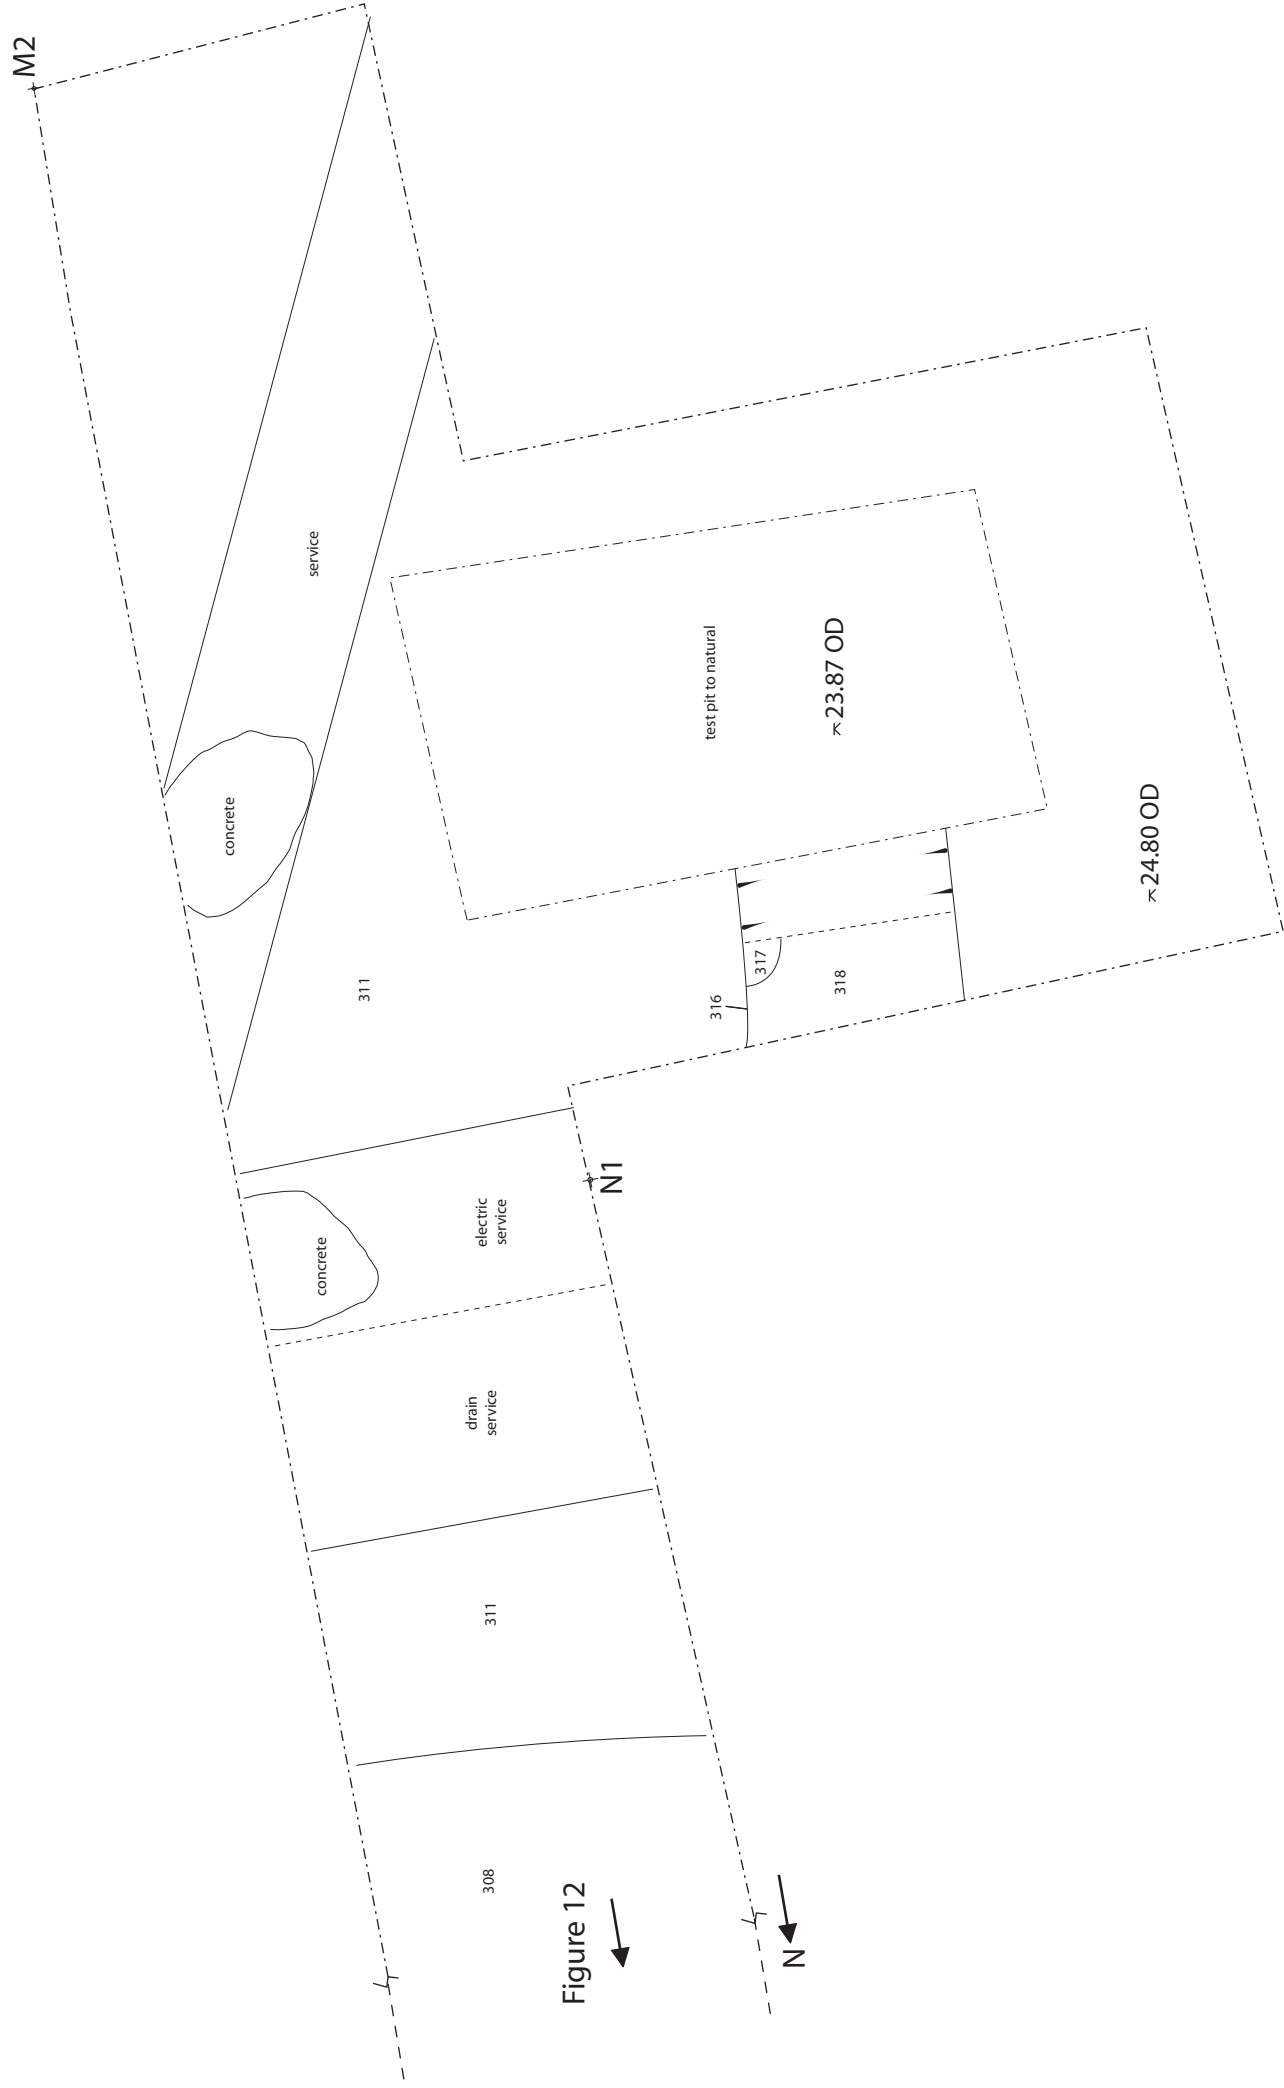 M2
service
concrete
test pit to natural
23.87 OD
24.80 OD
311
316
317
318
N1
electric
service
concrete
drain
service
311
308
Figure 12
N